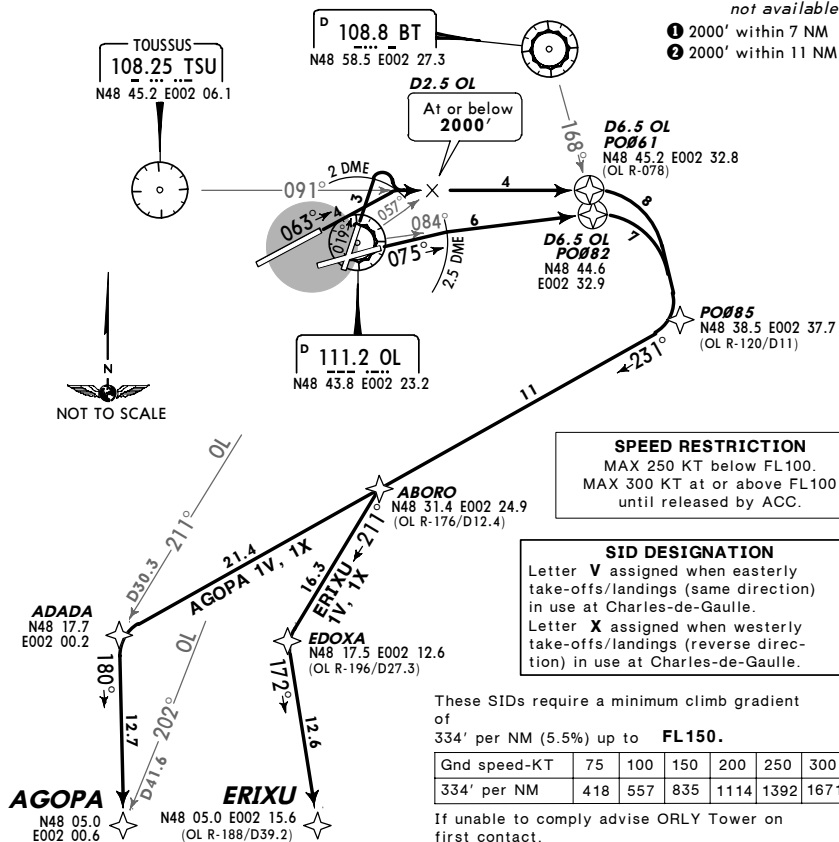 not available
❶ 2000' within 7 NM
❷ 2000' within 11 NM
TOUSSUS
108.25 TSU
N48 45.2 E002 06.1
D
108.8 BT
N48 58.5 E002 27.3
D2.5 OL
At or below
2000'
168°
D6.5 OL
PO061
N48 45.2 E002 32.8
(OL R-078)
2 DME
091°
3
057°
4
8
063°
4
019°
084°
6
7
075°
2.5 DME
D6.5 OL
PO082
N48 44.6
E002 32.9
D
111.2 OL
N48 43.8 E002 23.2
PO085
N48 38.5 E002 37.7
(OL R-120/D11)
N
NOT TO SCALE
231°
11
OL
211°
D30.3
SPEED RESTRICTION
MAX 250 KT below FL100.
MAX 300 KT at or above FL100
until released by ACC.
ABORO
N48 31.4 E002 24.9
(OL R-176/D12.4)
211°
21.4
AGOPA 1V, 1X
16.3
ERIXU
1V, 1X
SID DESIGNATION
Letter V assigned when easterly
take-offs/landings (same direction)
in use at Charles-de-Gaulle.
Letter X assigned when westerly
take-offs/landings (reverse direc-
tion) in use at Charles-de-Gaulle.
ADADA
N48 17.7
E002 00.2
OL
EDOXA
N48 17.5 E002 12.6
(OL R-196/D27.3)
180°
202°
172°
12.7
D41.6
12.6
These SIDs require a minimum climb gradient
of
334' per NM (5.5%) up to FL150.
Gnd speed-KT 75 100 150 200 250 300
334' per NM 418 557 835 1114 1392 1671
If unable to comply advise ORLY Tower on
first contact.
AGOPA
N48 05.0
E002 00.6
ERIXU
N48 05.0 E002 15.6
(OL R-188/D39.2)